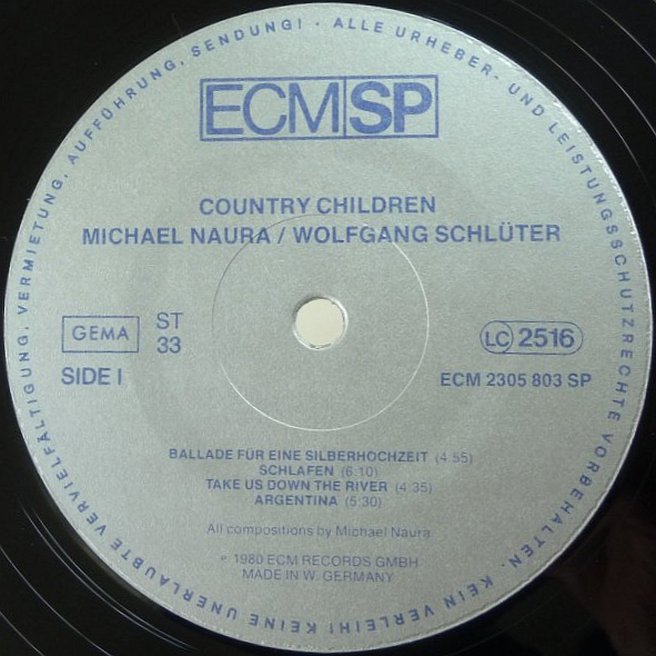 ALLE URHEBER- UND LEISTUNGSSCHUTZRECHTE VORBEHALTEN. KEIN VERLEIH! KEINE UNERLAUBTE VERVIELFÄLTIGUNG, VERMIETUNG, AUFFÜHRUNG, SENDUNG! ·
ECM SP
COUNTRY CHILDREN
MICHAEL NAURA / WOLFGANG SCHLÜTER
GEMA
ST
33
SIDE I
LC 2516
ECM 2305 803 SP
BALLADE FÜR EINE SILBERHOCHZEIT (4:55)
SCHLAFEN (6:10)
TAKE US DOWN THE RIVER (4:35)
ARGENTINA (5:30)
All compositions by Michael Naura
℗ 1980 ECM RECORDS GMBH
MADE IN W. GERMANY